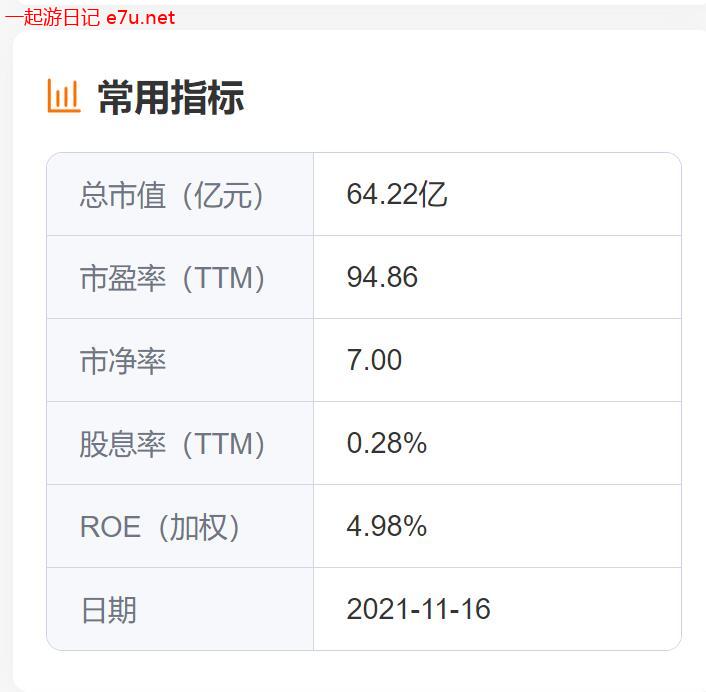 一起游日记 e7u.net
常用指标
总市值（亿元） 64.22亿
市盈率（TTM） 94.86
市净率 7.00
股息率（TTM） 0.28%
ROE（加权） 4.98%
日期 2021-11-16